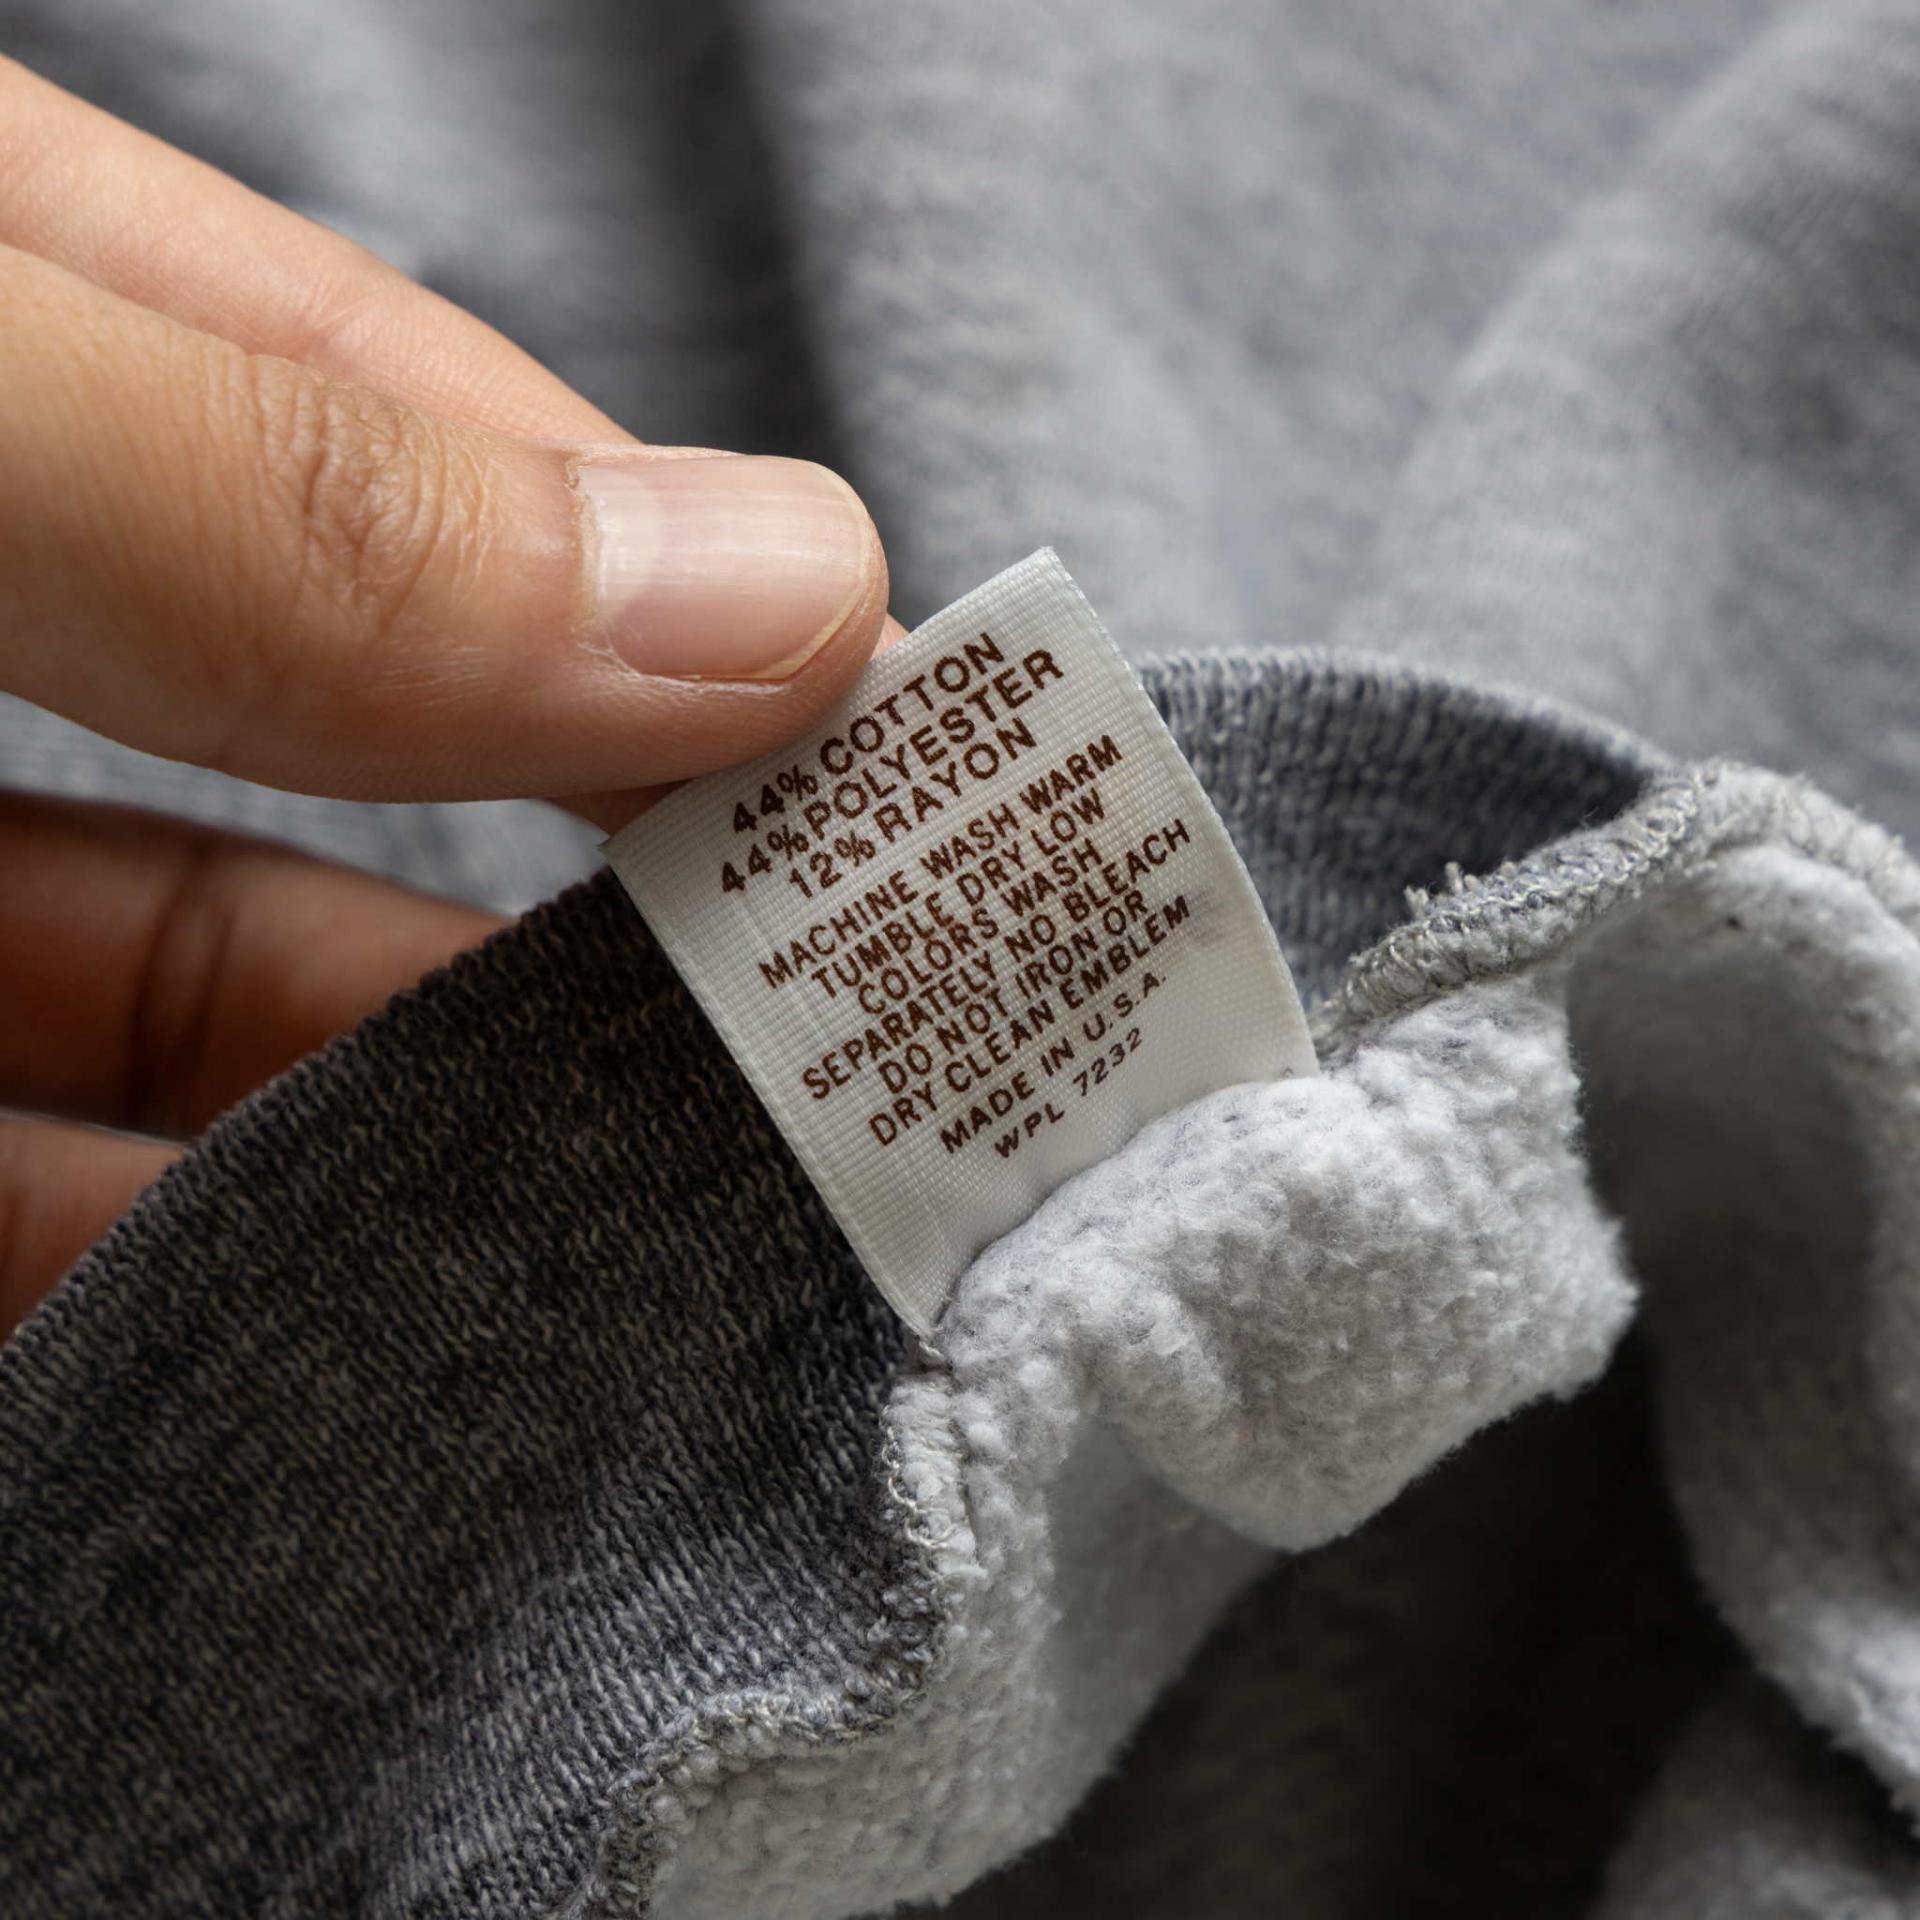 44% COTTON
44% POLYESTER
12% RAYON
MACHINE WASH WARM
TUMBLE DRY LOW
COLORS WASH
SEPARATELY NO BLEACH
DO NOT IRON OR
DRY CLEAN EMBLEM
MADE IN U.S.A.
WPL 7232